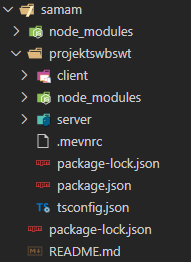 samam
node_modules
projektswbswt
client
node_modules
server
.mevnrc
package-lock.json
package.json
tsconfig.json
package-lock.json
README.md